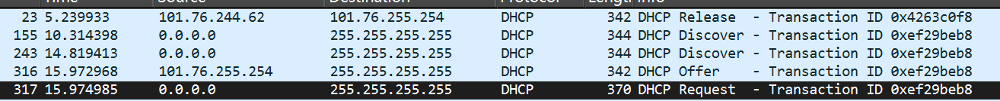 Time Source Destination Protocol Length Info
23 5.239933 101.76.244.62 101.76.255.254 DHCP 342 DHCP Release - Transaction ID 0x4263c0f8
155 10.314398 0.0.0.0 255.255.255.255 DHCP 344 DHCP Discover - Transaction ID 0xef29beb8
243 14.819413 0.0.0.0 255.255.255.255 DHCP 344 DHCP Discover - Transaction ID 0xef29beb8
316 15.972968 101.76.255.254 255.255.255.255 DHCP 342 DHCP Offer - Transaction ID 0xef29beb8
317 15.974985 0.0.0.0 255.255.255.255 DHCP 370 DHCP Request - Transaction ID 0xef29beb8